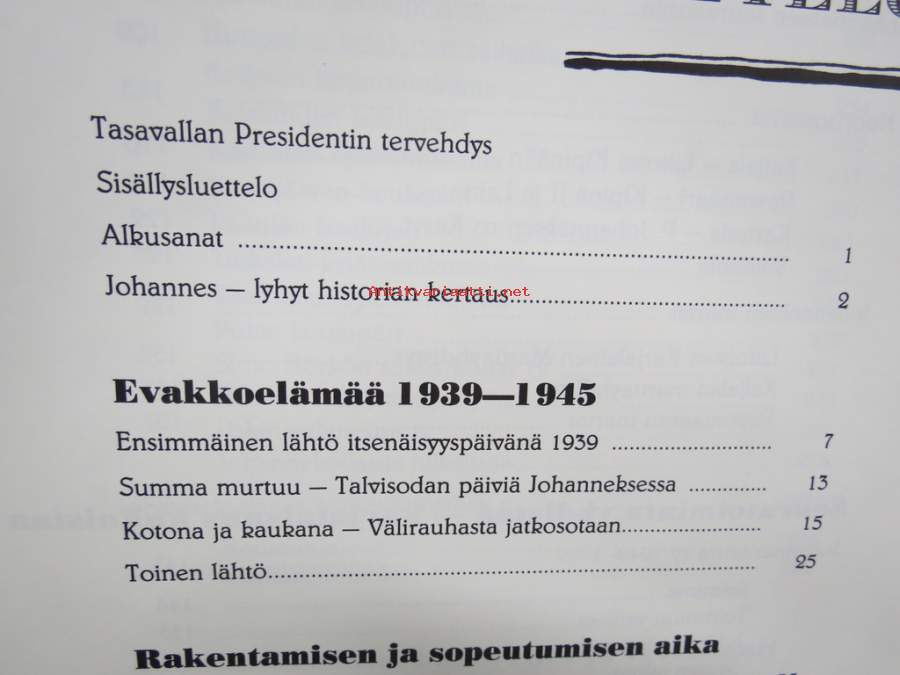 Tasavallan Presidentin tervehdys
Sisällysluettelo
Alkusanat ........ 1
Johannes – lyhyt historian kertaus........ 2
Antikvariaatti.net
Evakkoelämää 1939—1945
Ensimmäinen lähtö itsenäisyyspäivänä 1939 ........ 7
Summa murtuu – Talvisodan päiviä Johanneksessa ........ 13
Kotona ja kaukana – Välirauhasta jatkosotaan........ 15
Toinen lähtö........ 25
Rakentamisen ja sopeutumisen aika